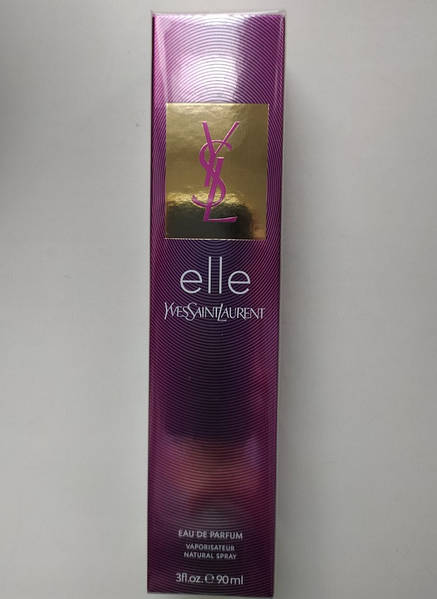 YSL
elle
YVESSAINTLAURENT
EAU DE PARFUM
VAPORISATEUR
NATURAL SPRAY
3fl.oz. ℮ 90ml